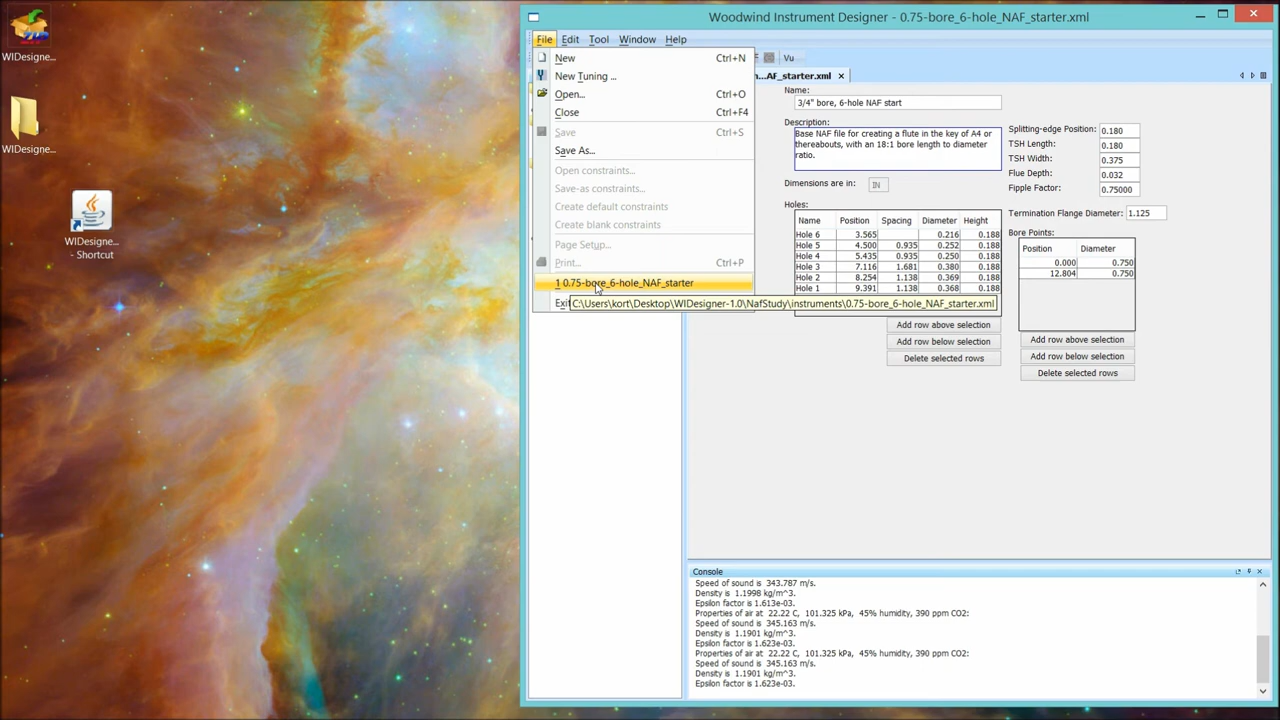 WIDesigne...
WIDesigne...
WIDesigne...
- Shortcut
Woodwind Instrument Designer - 0.75-bore_6-hole_NAF_starter.xml
File Edit Tool Window Help
New Ctrl+N
New Tuning ...
Open... Ctrl+O
Close Ctrl+F4
Save Ctrl+S
Save As...
Open constraints...
Save-as constraints...
Create default constraints
Create blank constraints
Page Setup...
Print... Ctrl+P
1 0.75-bore_6-hole_NAF_starter
C:\Users\kort\Desktop\WIDesigner-1.0\NafStudy\instruments\0.75-bore_6-hole_NAF_starter.xml
Vu
...AF_starter.xml
Name:
3/4" bore, 6-hole NAF start
Description:
Base NAF file for creating a flute in the key of A4 or
thereabouts, with an 18:1 bore length to diameter
ratio.
Dimensions are in: IN
Holes:
Name Position Spacing Diameter Height
Hole 6 3.565 0.216 0.188
Hole 5 4.500 0.935 0.252 0.188
Hole 4 5.435 0.935 0.250 0.188
Hole 3 7.116 1.681 0.380 0.188
Hole 2 8.254 1.138 0.369 0.188
Hole 1 9.391 1.138 0.368 0.188
Add row above selection
Add row below selection
Delete selected rows
Splitting-edge Position: 0.180
TSH Length: 0.180
TSH Width: 0.375
Flue Depth: 0.032
Fipple Factor: 0.75000
Termination Flange Diameter: 1.125
Bore Points:
Position Diameter
0.000 0.750
12.804 0.750
Add row above selection
Add row below selection
Delete selected rows
Console
Speed of sound is 343.787 m/s.
Density is 1.1998 kg/m^3.
Epsilon factor is 1.613e-03.
Properties of air at 22.22 C, 101.325 kPa, 45% humidity, 390 ppm CO2:
Speed of sound is 345.163 m/s.
Density is 1.1901 kg/m^3.
Epsilon factor is 1.623e-03.
Properties of air at 22.22 C, 101.325 kPa, 45% humidity, 390 ppm CO2:
Speed of sound is 345.163 m/s.
Density is 1.1901 kg/m^3.
Epsilon factor is 1.623e-03.